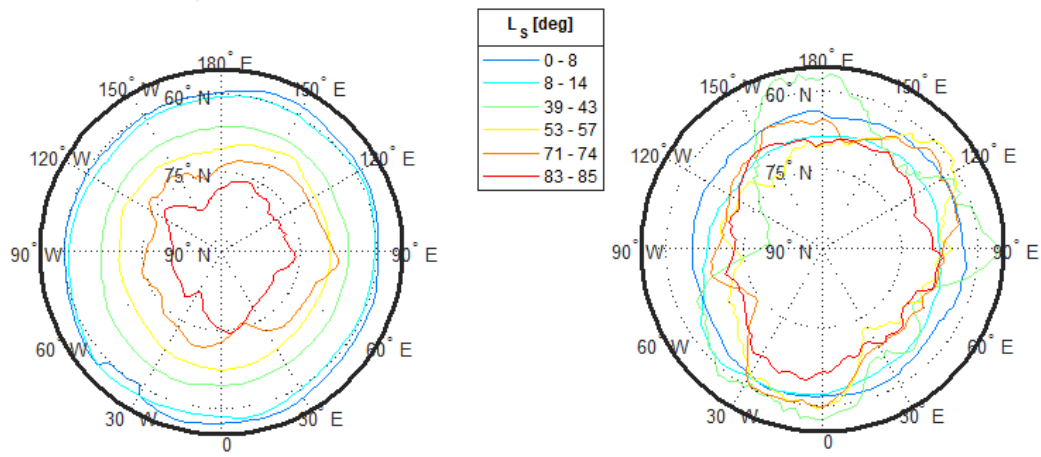 180° E
150° W
150° E
60° N
120° W
120° E
75° N
90° W
90° N
90° E
60° W
60° E
30° W
30° E
0
L_s [deg]
0 - 8
8 - 14
39 - 43
53 - 57
71 - 74
83 - 85
180° E
150° W
150° E
60° N
120° W
120° E
75° N
90° W
90° N
90° E
60° W
60° E
30° W
30° E
0